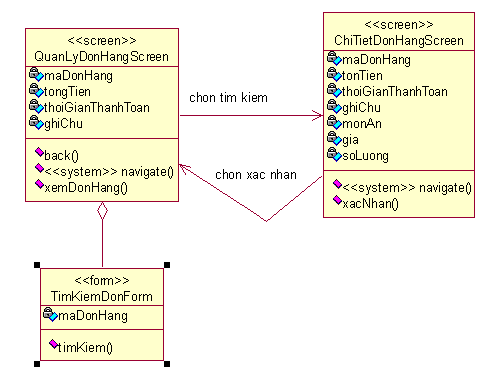 <<screen>>
QuanLyDonHangScreen
maDonHang
tongTien
thoiGianThanhToan
ghiChu
back()
<<system>> navigate()
xemDonHang()
chon tim kiem
chon xac nhan
<<screen>>
ChiTietDonHangScreen
maDonHang
tonTien
thoiGianThanhToan
ghiChu
monAn
gia
soLuong
<<system>> navigate()
xacNhan()
<<form>>
TimKiemDonForm
maDonHang
timKiem()